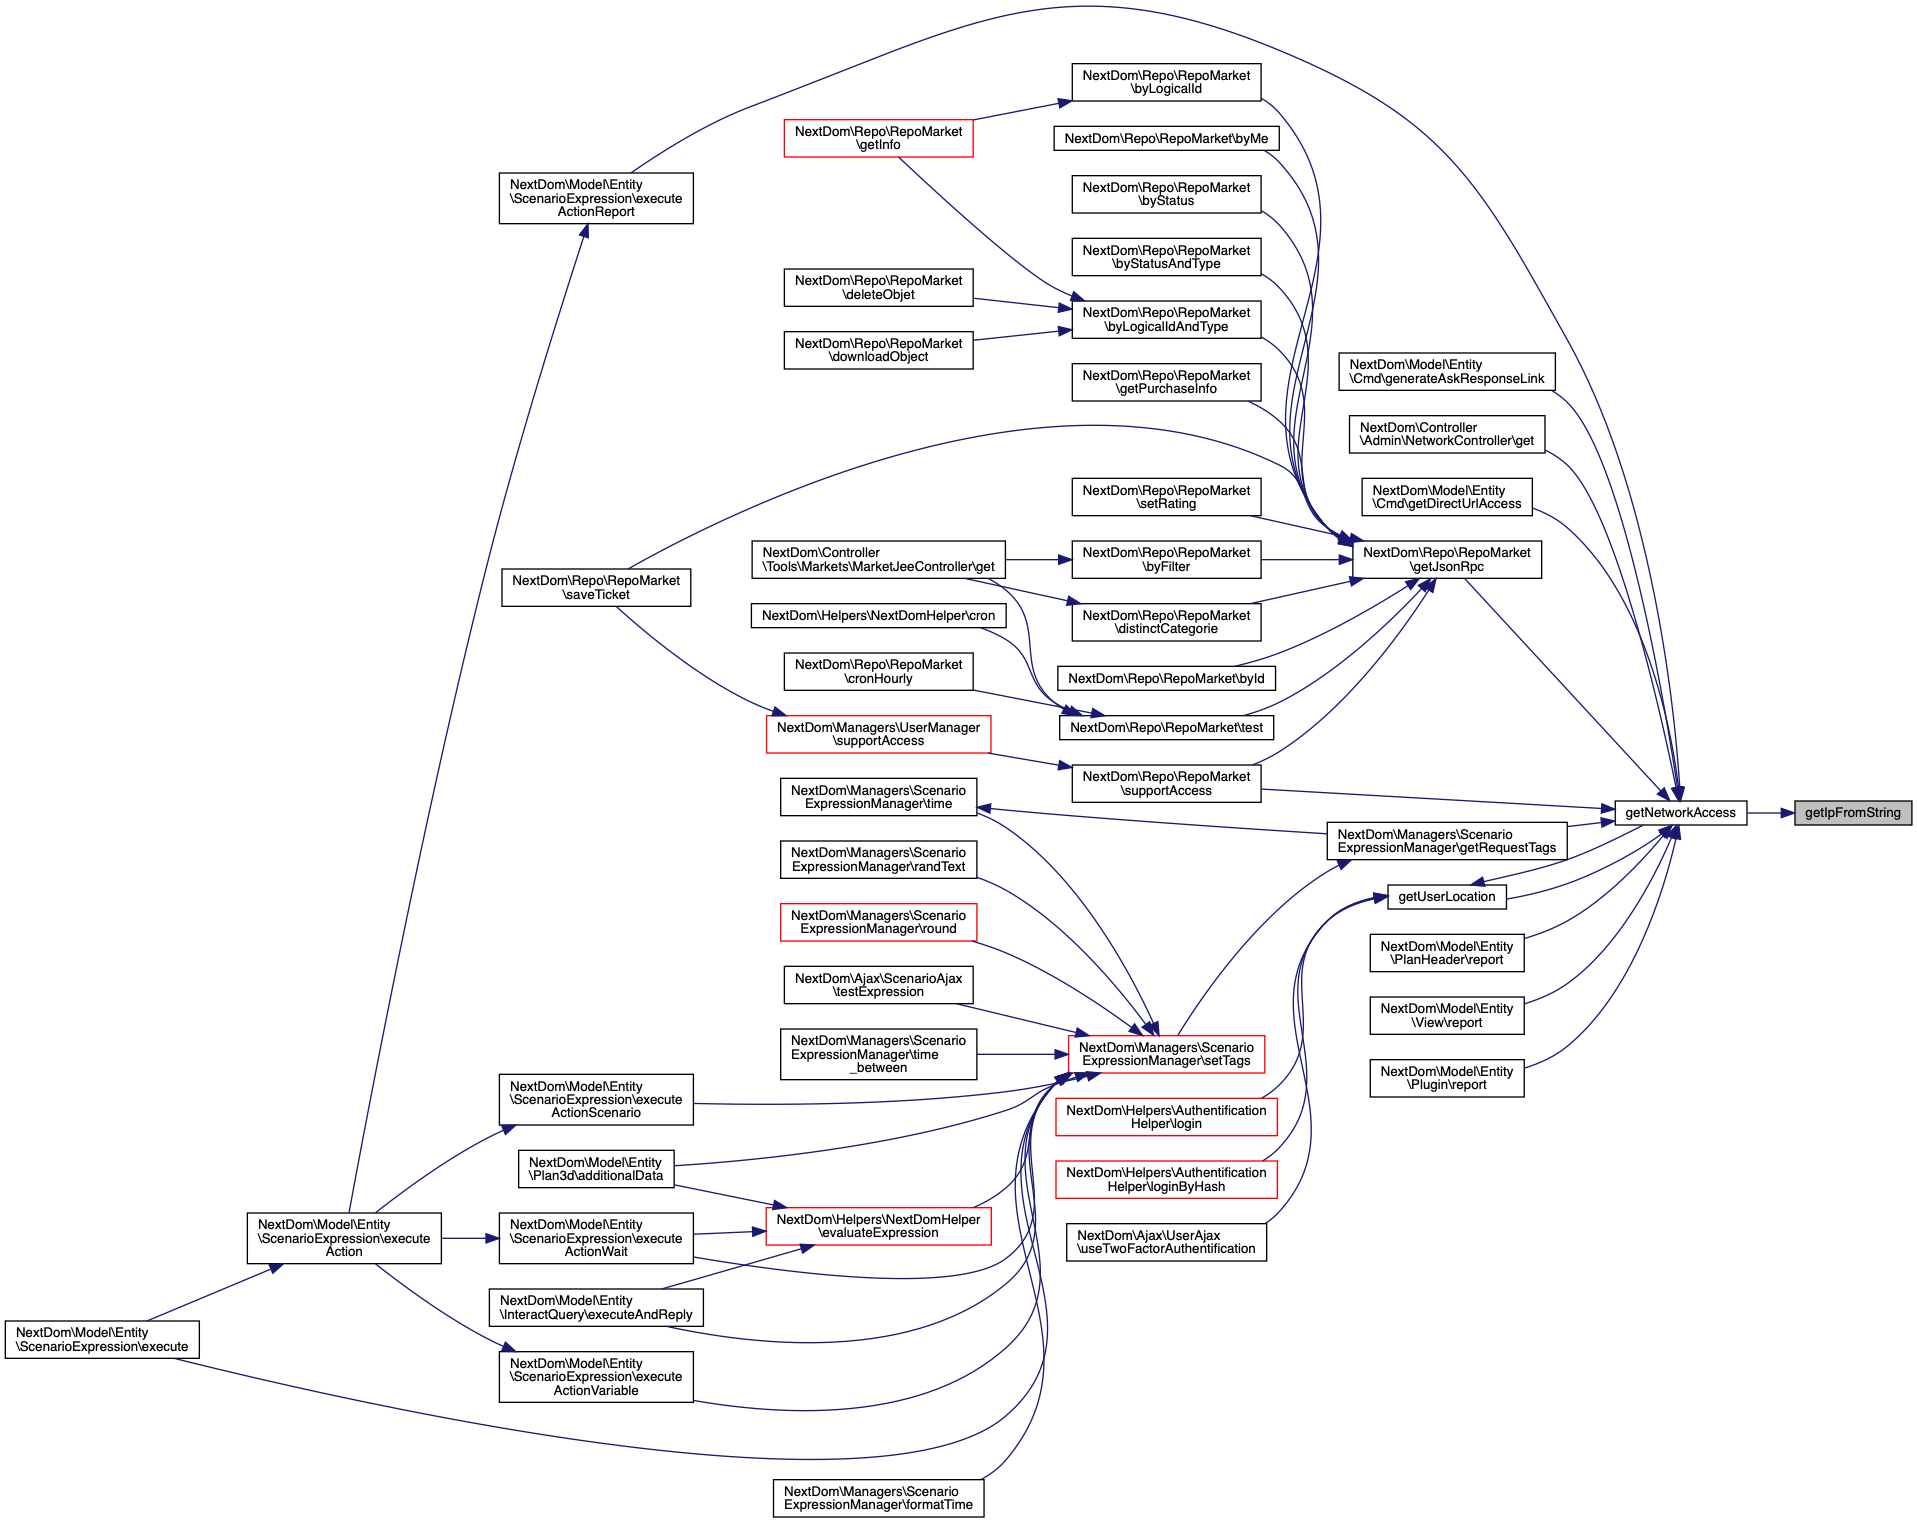 NextDom\Repo\RepoMarket
\byLogicalId
NextDom\Repo\RepoMarket
\getInfo
NextDom\Repo\RepoMarket\byMe
NextDom\Model\Entity
\ScenarioExpression\execute
ActionReport
NextDom\Repo\RepoMarket
\byStatus
NextDom\Repo\RepoMarket
\byStatusAndType
NextDom\Repo\RepoMarket
\deleteObjet
NextDom\Repo\RepoMarket
\byLogicalIdAndType
NextDom\Repo\RepoMarket
\downloadObject
NextDom\Model\Entity
\Cmd\generateAskResponseLink
NextDom\Repo\RepoMarket
\getPurchaseInfo
NextDom\Controller
\Admin\NetworkController\get
NextDom\Repo\RepoMarket
\setRating
NextDom\Model\Entity
\Cmd\getDirectUrlAccess
NextDom\Controller
\Tools\Markets\MarketJeeController\get
NextDom\Repo\RepoMarket
\byFilter
NextDom\Repo\RepoMarket
\getJsonRpc
NextDom\Repo\RepoMarket
\saveTicket
NextDom\Helpers\NextDomHelper\cron
NextDom\Repo\RepoMarket
\distinctCategorie
NextDom\Repo\RepoMarket
\cronHourly
NextDom\Repo\RepoMarket\byId
NextDom\Managers\UserManager
\supportAccess
NextDom\Repo\RepoMarket\test
NextDom\Repo\RepoMarket
\supportAccess
NextDom\Managers\Scenario
ExpressionManager\time
getNetworkAccess
getIpFromString
NextDom\Managers\Scenario
ExpressionManager\getRequestTags
NextDom\Managers\Scenario
ExpressionManager\randText
getUserLocation
NextDom\Managers\Scenario
ExpressionManager\round
NextDom\Model\Entity
\PlanHeader\report
NextDom\Ajax\ScenarioAjax
\testExpression
NextDom\Model\Entity
\View\report
NextDom\Managers\Scenario
ExpressionManager\time
_between
NextDom\Managers\Scenario
ExpressionManager\setTags
NextDom\Model\Entity
\Plugin\report
NextDom\Model\Entity
\ScenarioExpression\execute
ActionScenario
NextDom\Helpers\Authentification
Helper\login
NextDom\Model\Entity
\Plan3d\additionalData
NextDom\Helpers\Authentification
Helper\loginByHash
NextDom\Model\Entity
\ScenarioExpression\execute
Action
NextDom\Model\Entity
\ScenarioExpression\execute
ActionWait
NextDom\Helpers\NextDomHelper
\evaluateExpression
NextDom\Ajax\UserAjax
\useTwoFactorAuthentification
NextDom\Model\Entity
\InteractQuery\executeAndReply
NextDom\Model\Entity
\ScenarioExpression\execute
NextDom\Model\Entity
\ScenarioExpression\execute
ActionVariable
NextDom\Managers\Scenario
ExpressionManager\formatTime